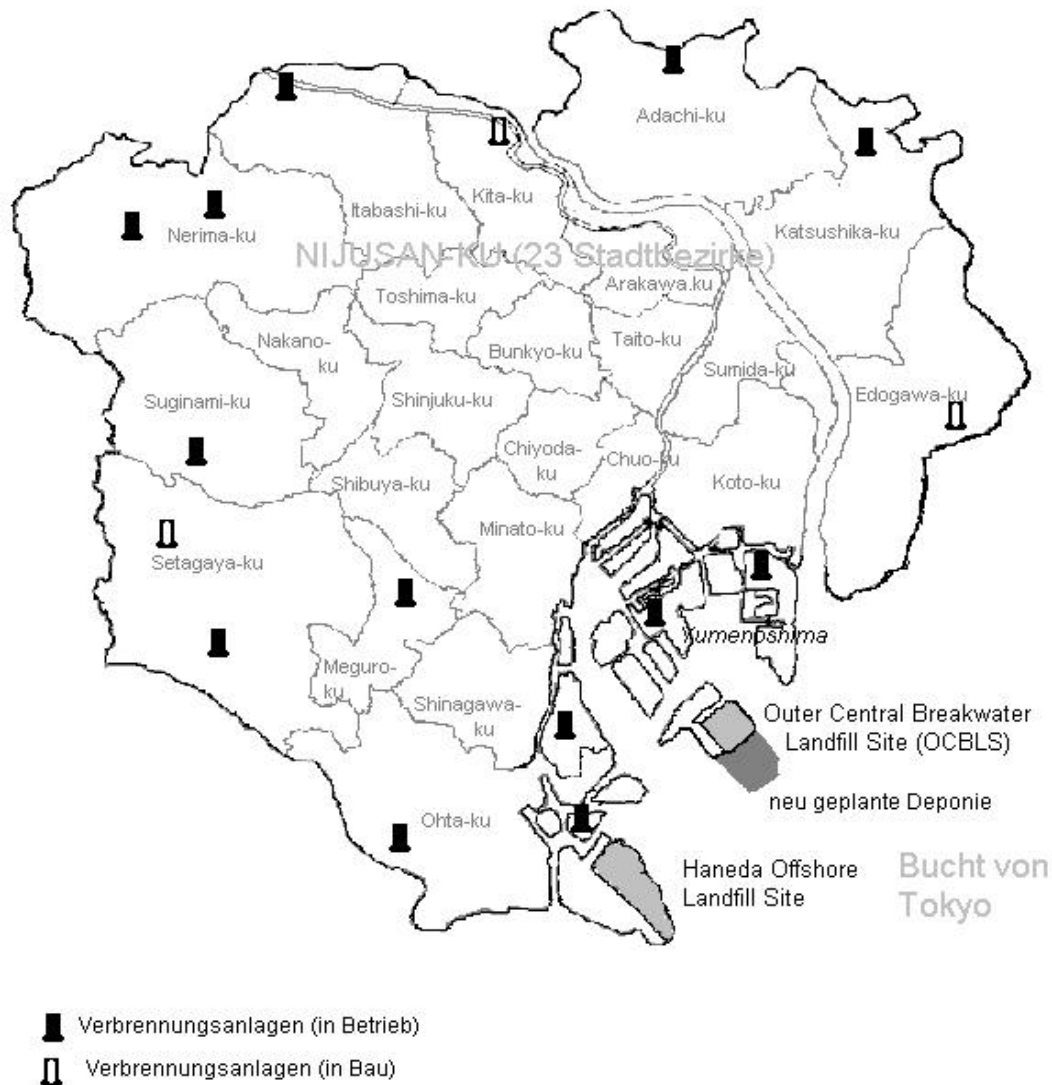 Adachi-ku
Kita-ku
Itabashi-ku
Nerima-ku
Katsushika-ku
NIJUSAN-KU (23 Stadtbezirke)
Arakawa.ku
Toshima-ku
Nakano-
ku
Bunkyo-ku
Taito-ku
Sumida-ku
Suginami-ku
Shinjuku-ku
Edogawa-ku
Chiyoda-
ku
Chuo-ku
Shibuya-ku
Koto-ku
Minato-ku
Setagaya-ku
Yumenoshima
Meguro-
ku
Shinagawa-
ku
Outer Central Breakwater
Landfill Site (OCBLS)
neu geplante Deponie
Ohta-ku
Haneda Offshore
Landfill Site
Bucht von
Tokyo
Verbrennungsanlagen (in Betrieb)
Verbrennungsanlagen (in Bau)